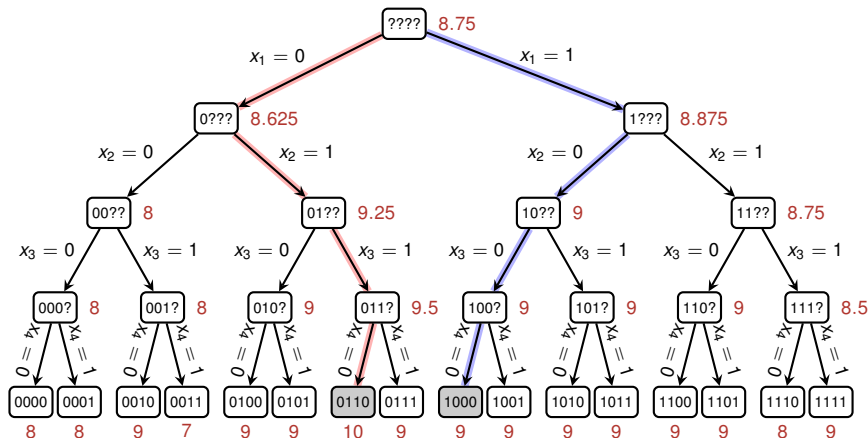 ???? 8.75
x₁ = 0 x₁ = 1
0??? 8.625 1??? 8.875
x₂ = 0 x₂ = 1 x₂ = 0 x₂ = 1
00?? 8 01?? 9.25 10?? 9 11?? 8.75
x₃ = 0 x₃ = 1 x₃ = 0 x₃ = 1 x₃ = 0 x₃ = 1 x₃ = 0 x₃ = 1
000? 8 001? 8 010? 9 011? 9.5 100? 9 101? 9 110? 9 111? 8.5
x₄ = 0 x₄ = 1 x₄ = 0 x₄ = 1 x₄ = 0 x₄ = 1 x₄ = 0 x₄ = 1 x₄ = 0 x₄ = 1 x₄ = 0 x₄ = 1 x₄ = 0 x₄ = 1 x₄ = 0 x₄ = 1
0000 0001 0010 0011 0100 0101 0110 0111 1000 1001 1010 1011 1100 1101 1110 1111
8 8 9 7 9 9 10 9 9 9 9 9 9 9 8 9